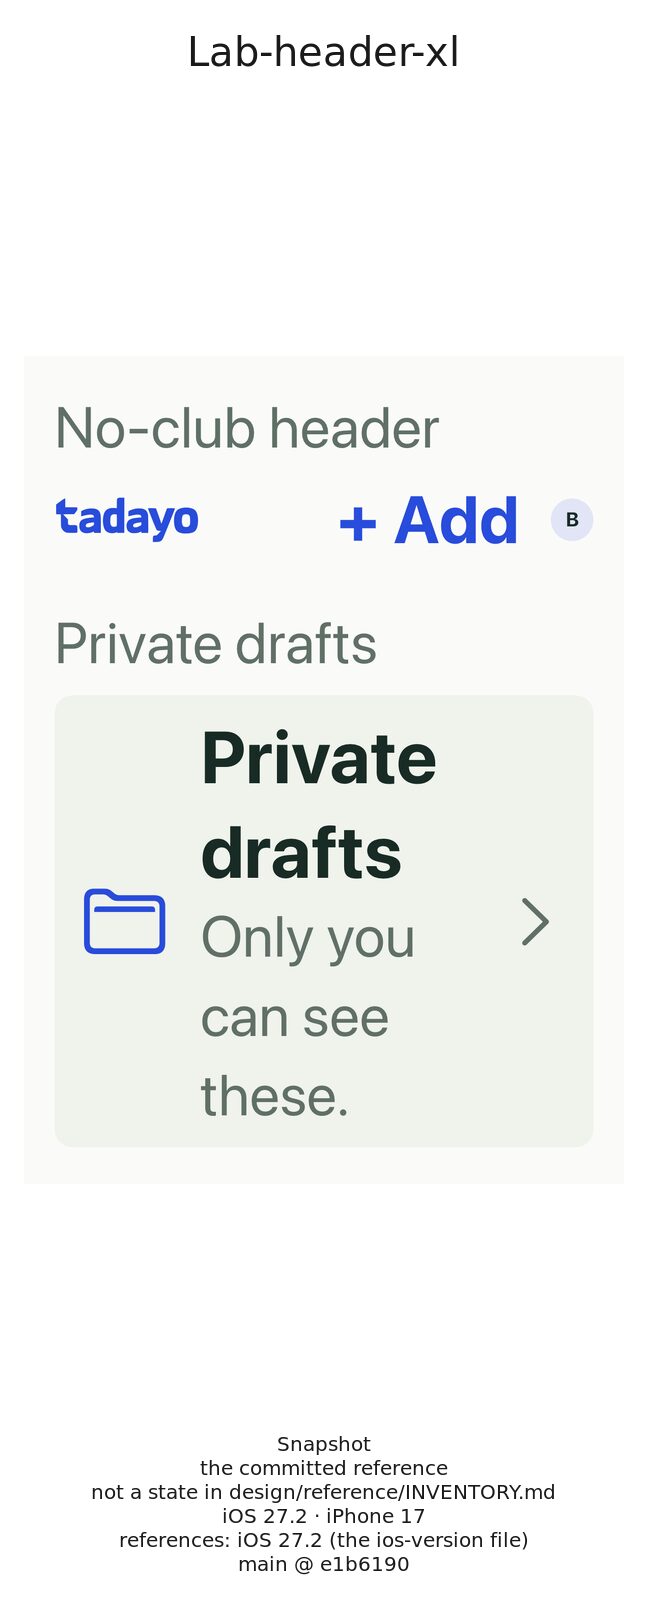 Lab-header-xl
No-club header
tadayo
+ Add
B
Private drafts
Private
drafts
Only you
can see
these.
Snapshot
the committed reference
not a state in design/reference/INVENTORY.md
iOS 27.2 · iPhone 17
references: iOS 27.2 (the ios-version file)
main @ e1b6190